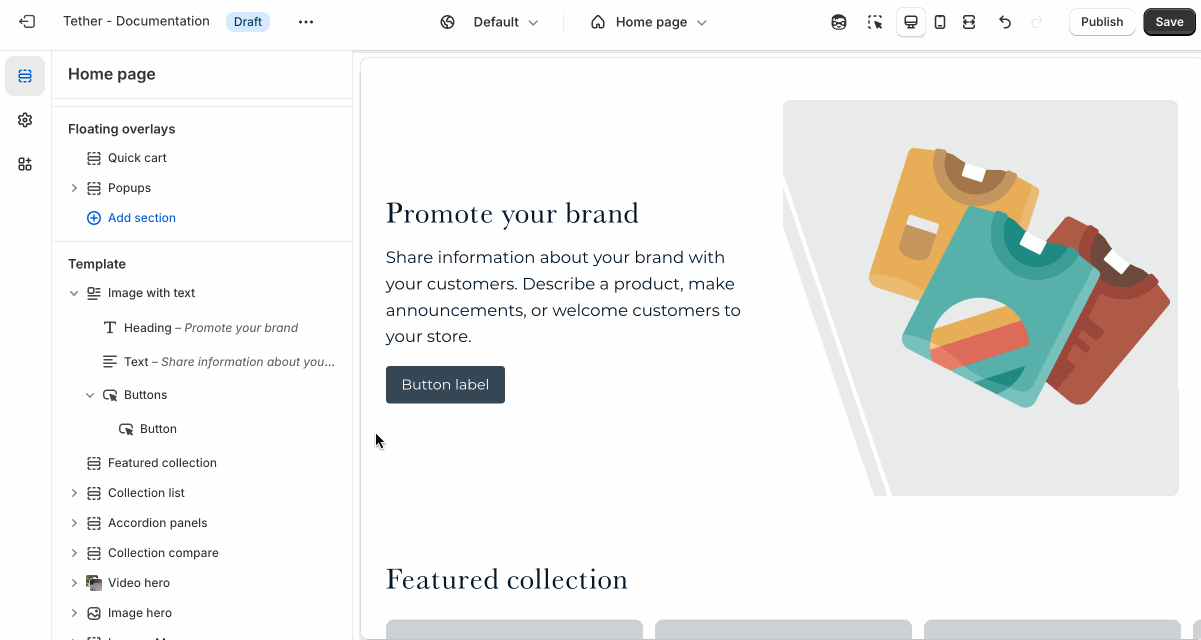 Tether - Documentation Draft Default Home page Publish Save
Home page
Floating overlays
Quick cart
Popups
Add section
Template
Image with text
Heading – Promote your brand
Text – Share information about you...
Buttons
Button
Featured collection
Collection list
Accordion panels
Collection compare
Video hero
Image hero
Promote your brand
Share information about your brand with
your customers. Describe a product, make
announcements, or welcome customers to
your store.
Button label
Featured collection